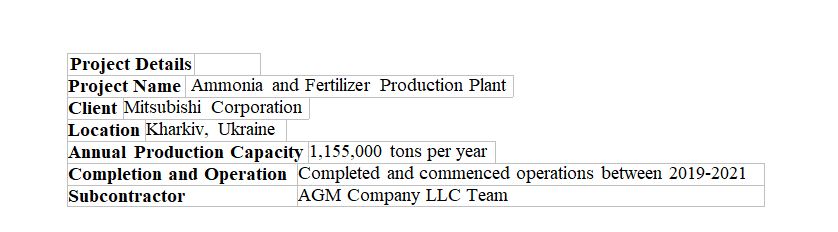 Project Details
Project Name Ammonia and Fertilizer Production Plant
Client Mitsubishi Corporation
Location Kharkiv, Ukraine
Annual Production Capacity 1,155,000 tons per year
Completion and Operation Completed and commenced operations between 2019-2021
Subcontractor AGM Company LLC Team